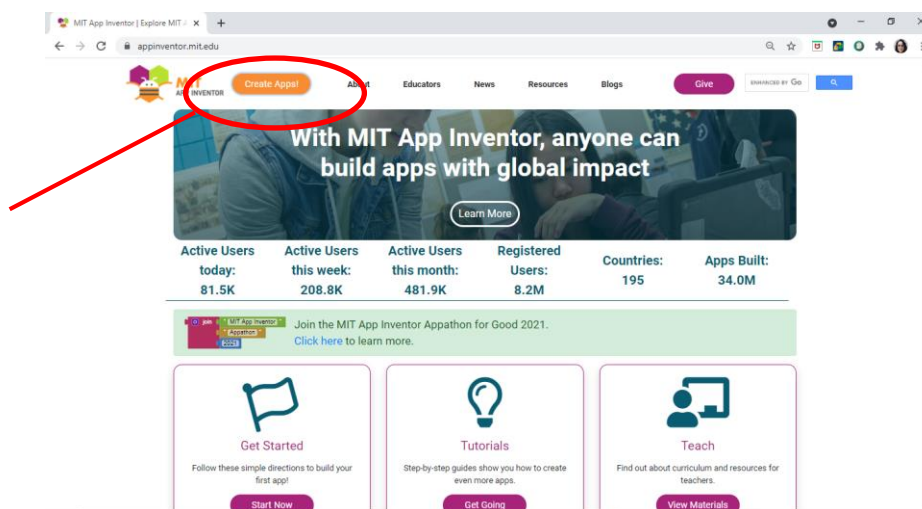 MIT App Inventor | Explore MIT A
appinventor.mit.edu
MIT
APP INVENTOR
Create Apps!
About
Educators
News
Resources
Blogs
Give
ENHANCED BY Go
With MIT App Inventor, anyone can
build apps with global impact
Learn More
Active Users
today:
81.5K
Active Users
this week:
208.8K
Active Users
this month:
481.9K
Registered
Users:
8.2M
Countries:
195
Apps Built:
34.0M
join
MIT App Inventor
Appathon
2021
Join the MIT App Inventor Appathon for Good 2021.
Click here to learn more.
Get Started
Follow these simple directions to build your
first app!
Start Now
Tutorials
Step-by-step guides show you how to create
even more apps.
Get Going
Teach
Find out about curriculum and resources for
teachers.
View Materials